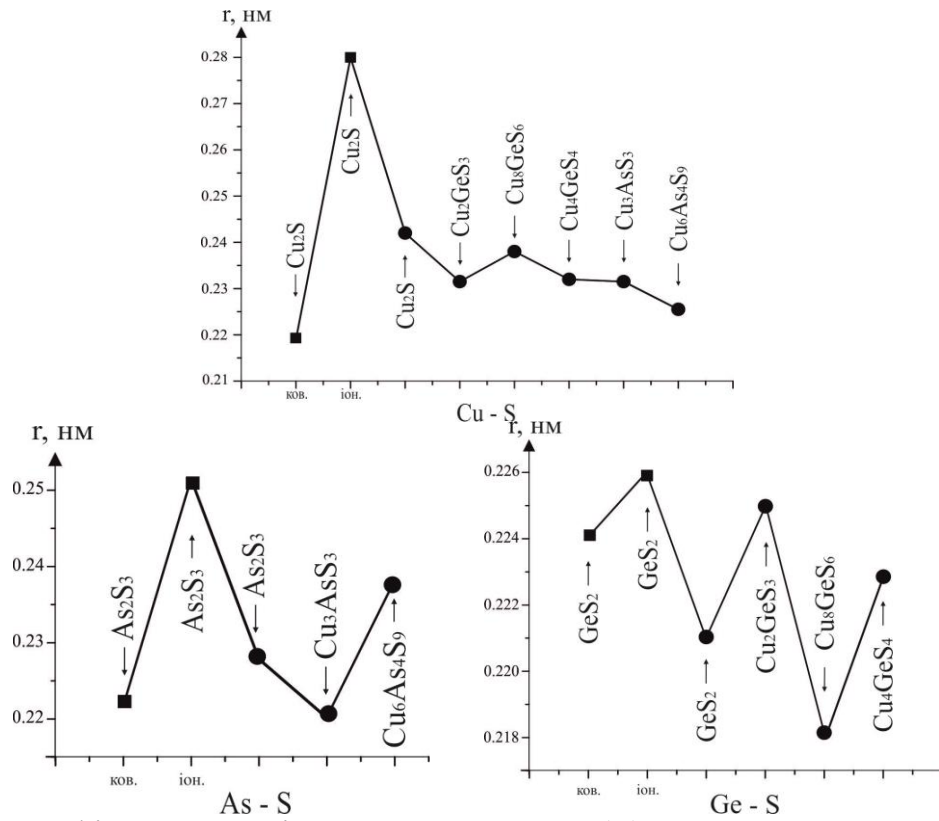 r, нм
0.28
0.27
0.26
0.25
0.24
0.23
0.22
0.21
Cu₂S
Cu₂S
Cu₂S
Cu₂GeS₃
Cu₈GeS₆
Cu₄GeS₄
Cu₃AsS₃
Cu₆As₄S₉
ков.
іон.
Cu - S
r, нм
0.25
0.24
0.23
0.22
As₂S₃
As₂S₃
As₂S₃
Cu₃AsS₃
Cu₆As₄S₉
ков.
іон.
As - S
r, нм
0.226
0.224
0.222
0.220
0.218
GeS₂
GeS₂
GeS₂
Cu₂GeS₃
Cu₈GeS₆
Cu₄GeS₄
ков.
іон.
Ge - S